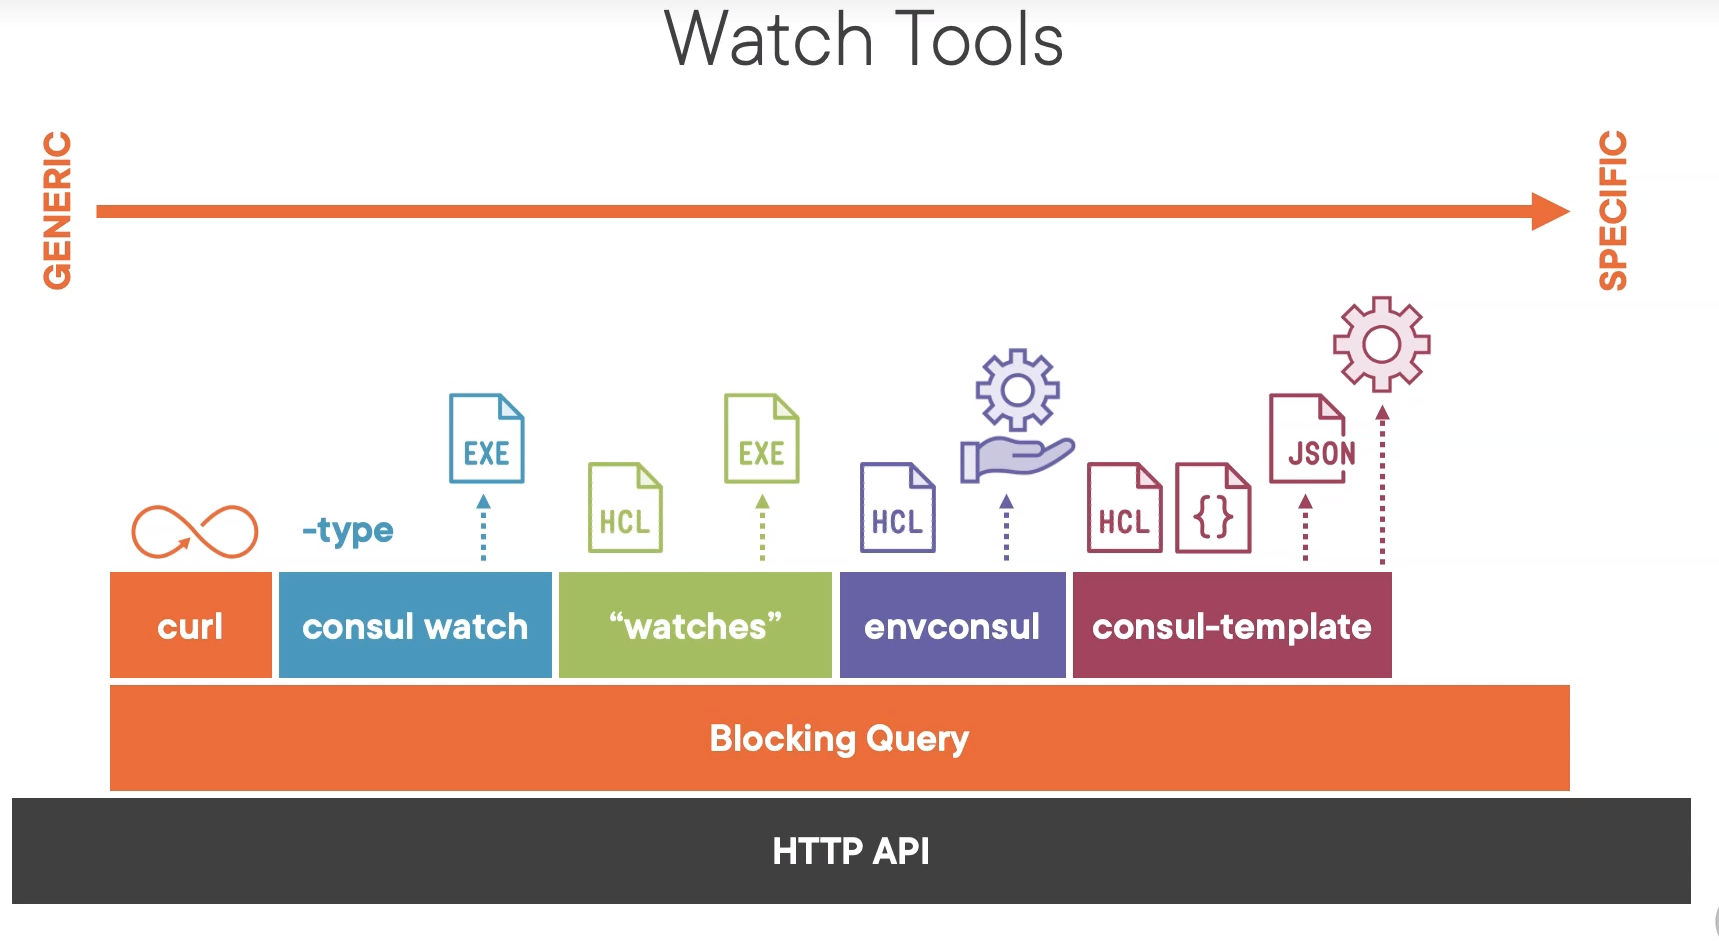 Watch Tools
GENERIC
SPECIFIC
EXE
EXE
JSON
-type
HCL
HCL
HCL
{}
curl
consul watch
“watches”
envconsul
consul-template
Blocking Query
HTTP API